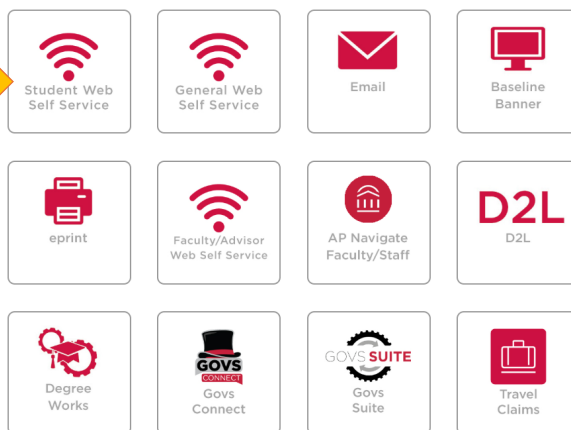 Student Web
Self Service
General Web
Self Service
Email
Baseline
Banner
eprint
Faculty/Advisor
Web Self Service
AP Navigate
Faculty/Staff
D2L
D2L
Degree
Works
GOVS
CONNECT
Govs
Connect
GOVS SUITE
Govs
Suite
Travel
Claims